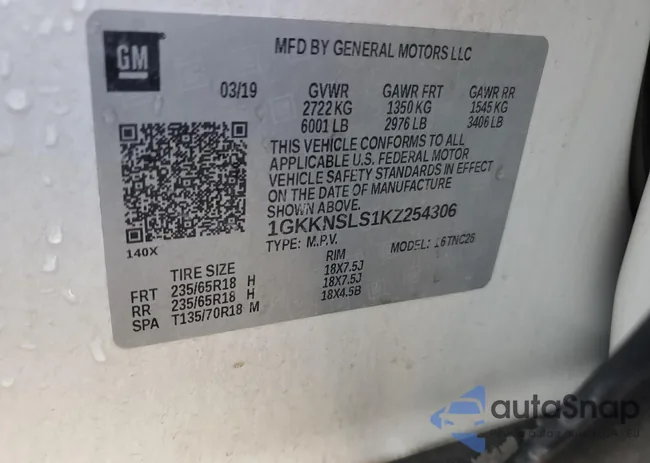 GM
MFD BY GENERAL MOTORS LLC
03/19 GVWR GAWR FRT GAWR RR
2722 KG 1350 KG 1545 KG
6001 LB 2976 LB 3406 LB
THIS VEHICLE CONFORMS TO ALL
APPLICABLE U.S. FEDERAL MOTOR
VEHICLE SAFETY STANDARDS IN EFFECT
ON THE DATE OF MANUFACTURE
SHOWN ABOVE.
1GKKNSLS1KZ254306
140X
TYPE: M.P.V. MODEL: 16TNC26
TIRE SIZE RIM
FRT 235/65R18 H 18X7.5J
RR 235/65R18 H 18X7.5J
SPA T135/70R18 M 18X4.5B
autoSnap